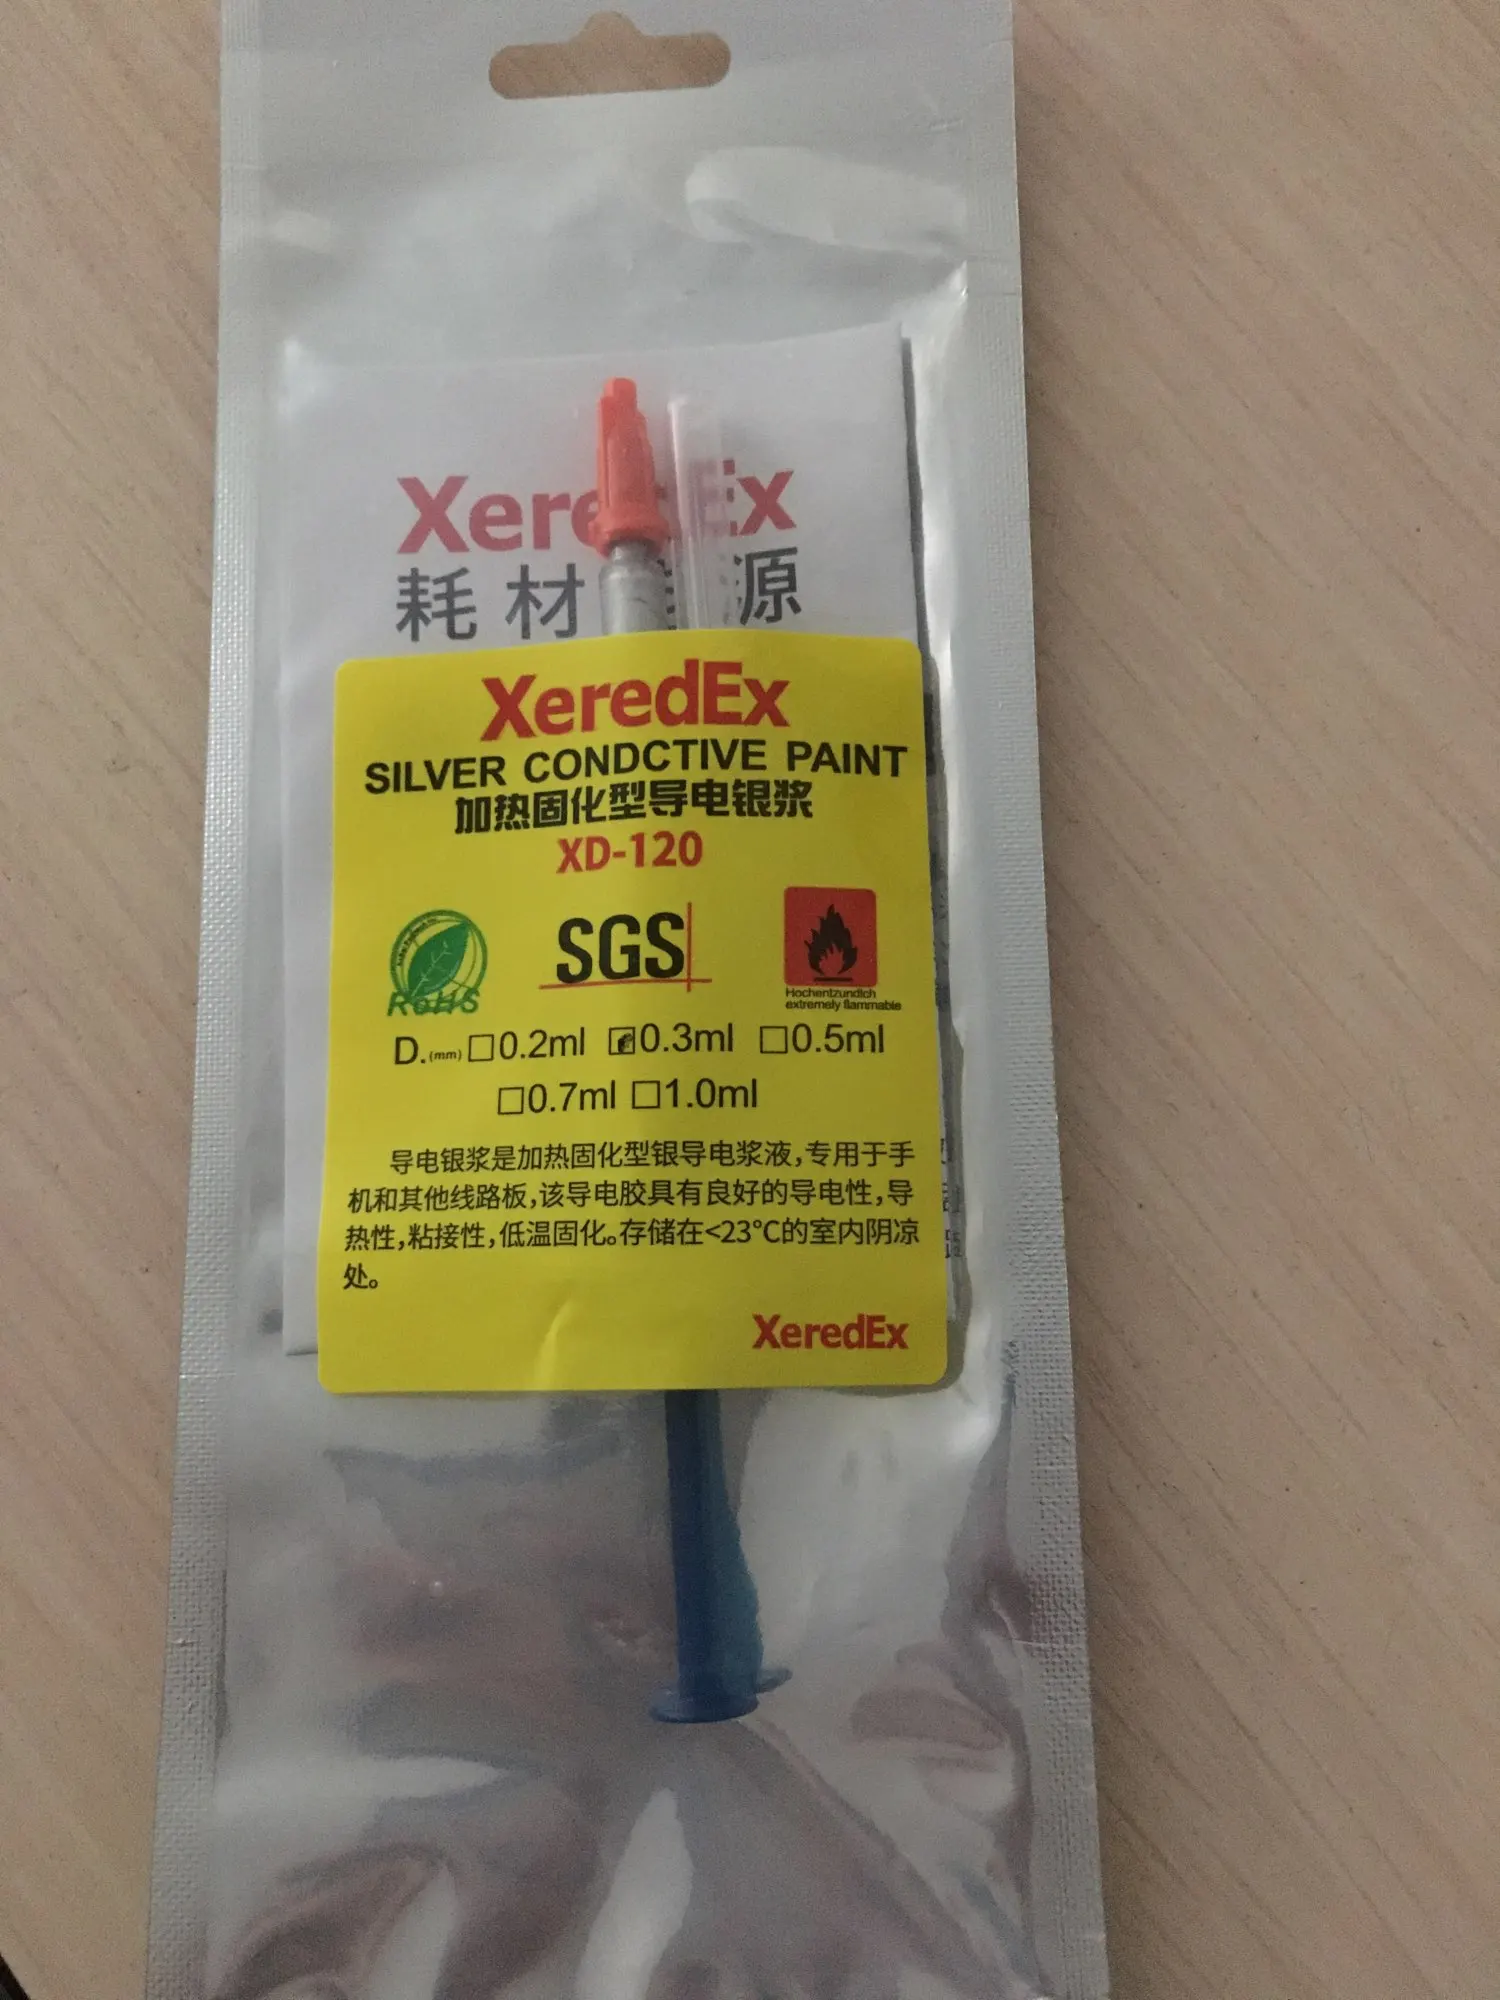 XeredEx
耗材 源
XeredEx
SILVER CONDCTIVE PAINT
加热固化型导电银浆
XD-120
RoHS
SGS
Hochentzundlich
extremely flammable
D.(mm) □0.2ml ☑0.3ml □0.5ml
□0.7ml □1.0ml
导电银浆是加热固化型银导电浆液,专用于手
机和其他线路板,该导电胶具有良好的导电性,导
热性,粘接性,低温固化。存储在<23°C的室内阴凉
处。
XeredEx